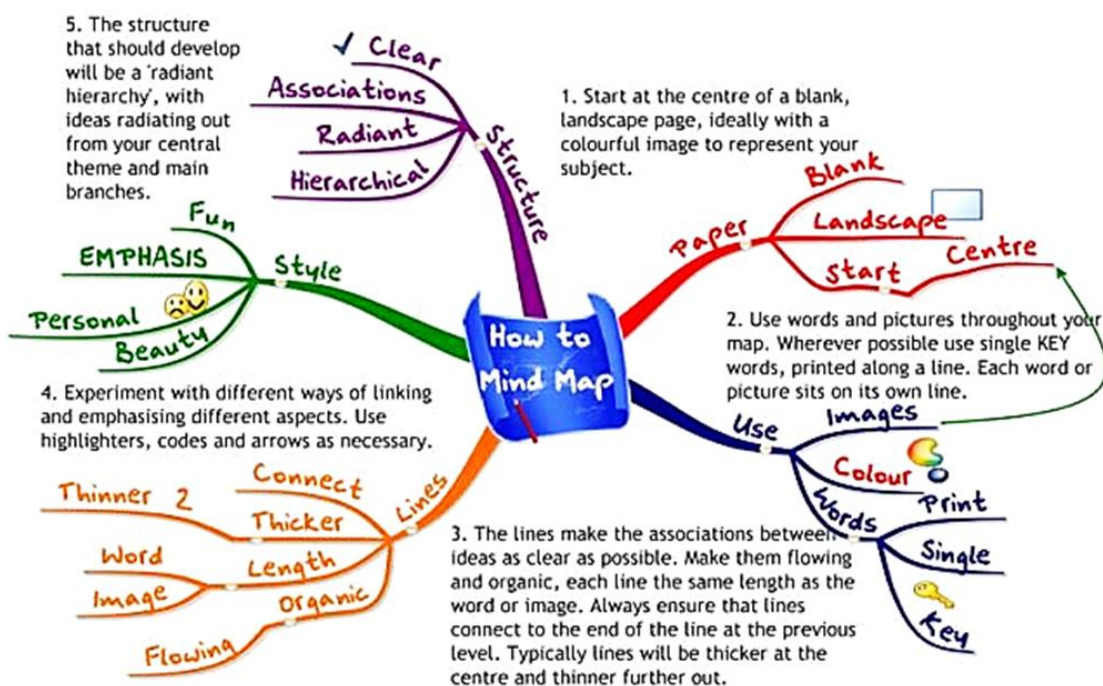 5. The structure
that should develop
will be a 'radiant
hierarchy', with
ideas radiating out
from your central
theme and main
branches.
Clear
Associations
Radiant
Hierarchical
Structure
1. Start at the centre of a blank,
landscape page, ideally with a
colourful image to represent your
subject.
Paper
Blank
Landscape
Start
Centre
Fun
EMPHASIS
Personal
Beauty
Style
How to
Mind Map
2. Use words and pictures throughout your
map. Wherever possible use single KEY
words, printed along a line. Each word or
picture sits on its own line.
Use
Images
Colour
Words
Print
Single
Key
4. Experiment with different ways of linking
and emphasising different aspects. Use
highlighters, codes and arrows as necessary.
Lines
Connect
Thicker
Thinner 2
Length
Word
Image
Organic
Flowing
3. The lines make the associations between
ideas as clear as possible. Make them flowing
and organic, each line the same length as the
word or image. Always ensure that lines
connect to the end of the line at the previous
level. Typically lines will be thicker at the
centre and thinner further out.